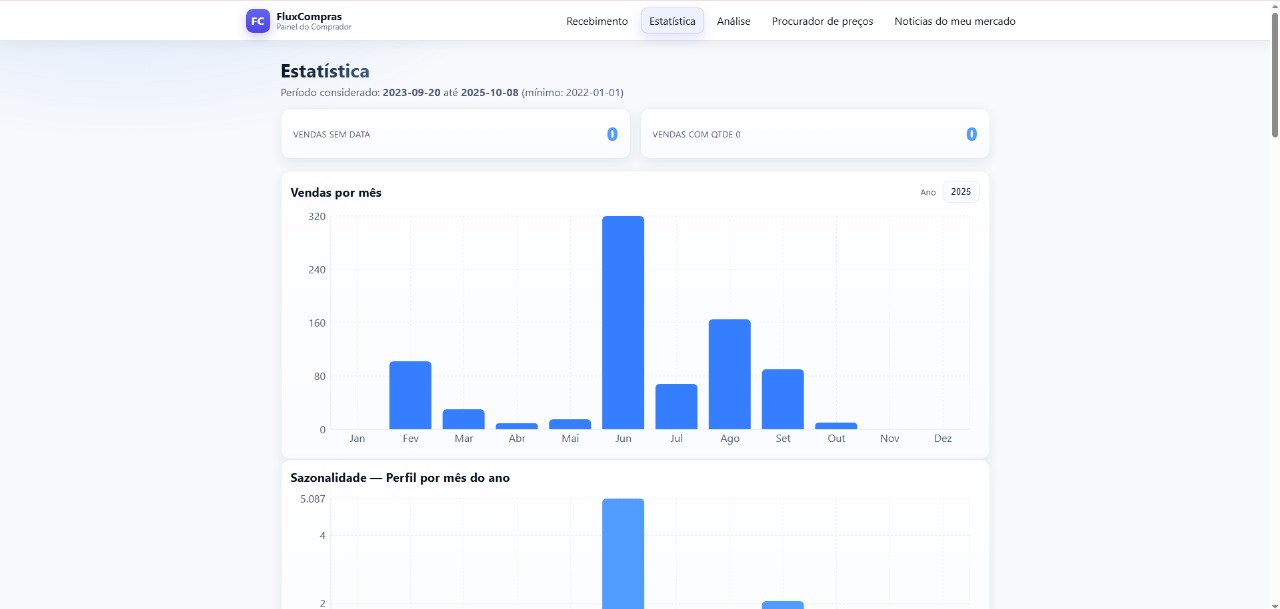 FC
FluxCompras
Painel do Comprador
Recebimento Estatística Análise Procurador de preços Noticias do meu mercado
Estatística
Período considerado: 2023-09-20 até 2025-10-08 (mínimo: 2022-01-01)
VENDAS SEM DATA 0
VENDAS COM QTDE 0 0
Vendas por mês
Ano 2025
320
240
160
80
0
Jan Fev Mar Abr Mai Jun Jul Ago Set Out Nov Dez
Sazonalidade — Perfil por mês do ano
5.087
4
2